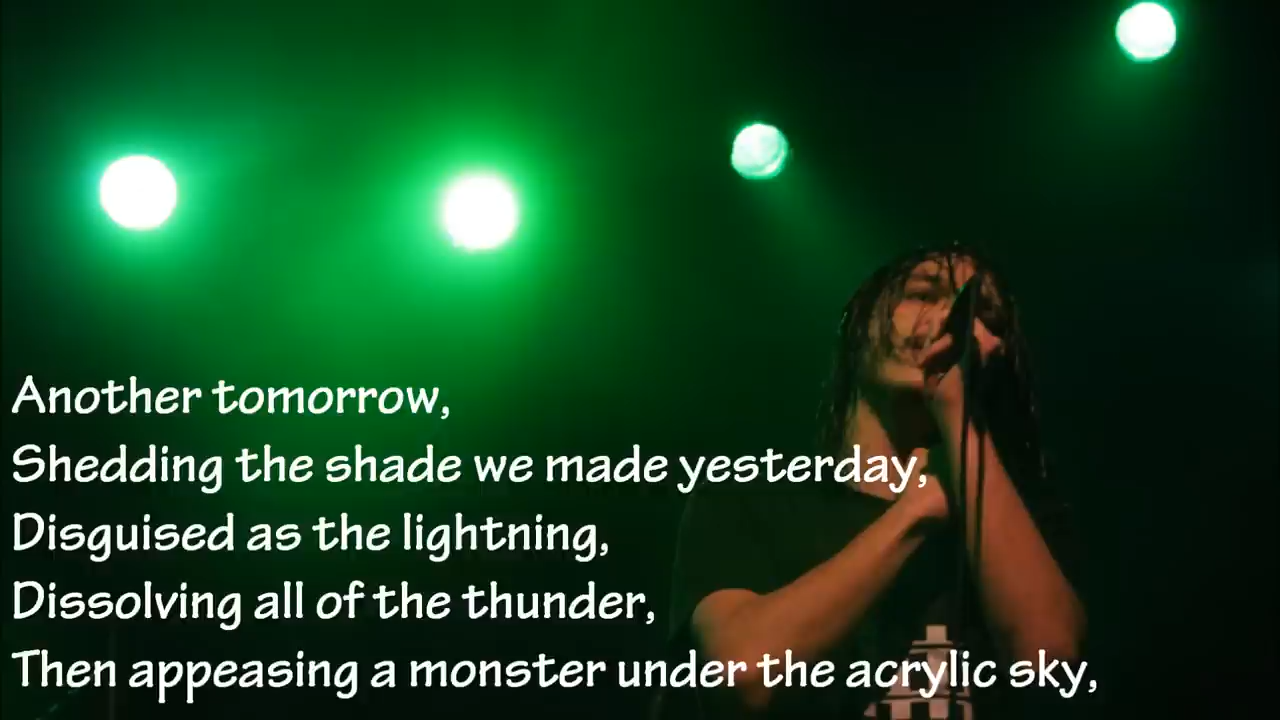 Another tomorrow,
Shedding the shade we made yesterday,
Disguised as the lightning,
Dissolving all of the thunder,
Then appeasing a monster under the acrylic sky,